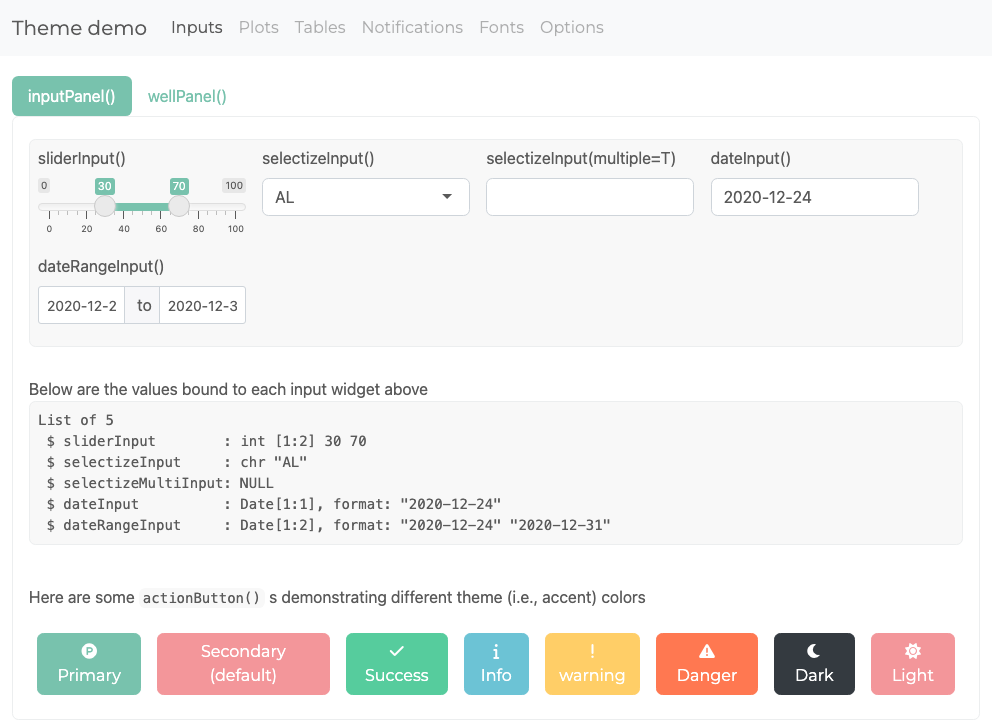 Theme demo Inputs Plots Tables Notifications Fonts Options
inputPanel() wellPanel()
sliderInput() selectizeInput() selectizeInput(multiple=T) dateInput()
0 30 70 100
AL 2020-12-24
0 20 40 60 80 100
dateRangeInput()
2020-12-2 to 2020-12-3
Below are the values bound to each input widget above
List of 5
$ sliderInput : int [1:2] 30 70
$ selectizeInput : chr "AL"
$ selectizeMultiInput: NULL
$ dateInput : Date[1:1], format: "2020-12-24"
$ dateRangeInput : Date[1:2], format: "2020-12-24" "2020-12-31"
Here are some actionButton() s demonstrating different theme (i.e., accent) colors
Primary
Secondary
(default)
Success
Info
warning
Danger
Dark
Light